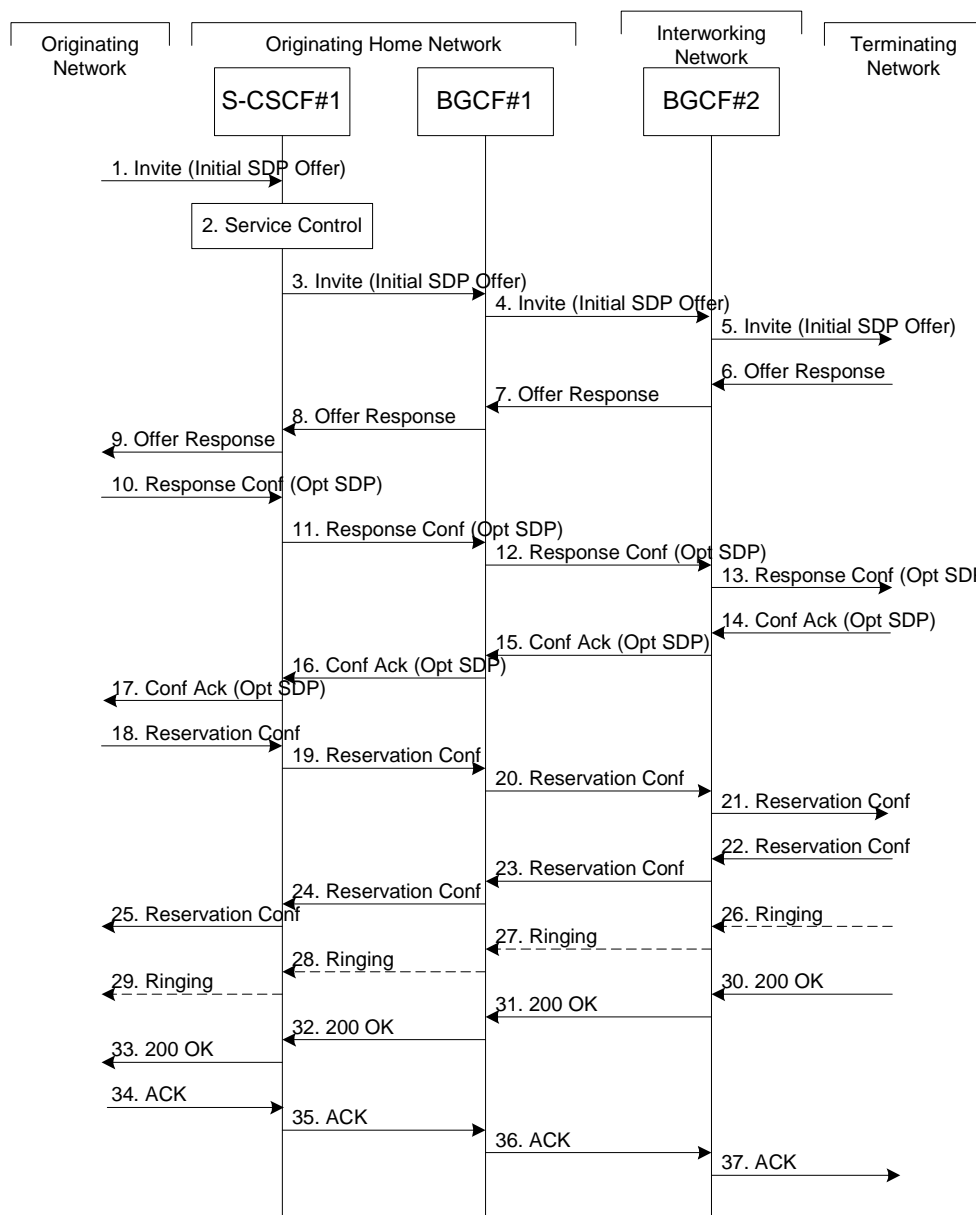 Originating
Network
Originating Home Network
Interworking
Network
Terminating
Network
S-CSCF#1
BGCF#1
BGCF#2
1. Invite (Initial SDP Offer)
2. Service Control
3. Invite (Initial SDP Offer)
4. Invite (Initial SDP Offer)
5. Invite (Initial SDP Offer)
6. Offer Response
7. Offer Response
8. Offer Response
9. Offer Response
10. Response Conf (Opt SDP)
11. Response Conf (Opt SDP)
12. Response Conf (Opt SDP)
13. Response Conf (Opt SDP
14. Conf Ack (Opt SDP)
15. Conf Ack (Opt SDP)
16. Conf Ack (Opt SDP)
17. Conf Ack (Opt SDP)
18. Reservation Conf
19. Reservation Conf
20. Reservation Conf
21. Reservation Conf
22. Reservation Conf
23. Reservation Conf
24. Reservation Conf
25. Reservation Conf
26. Ringing
27. Ringing
28. Ringing
29. Ringing
30. 200 OK
31. 200 OK
32. 200 OK
33. 200 OK
34. ACK
35. ACK
36. ACK
37. ACK